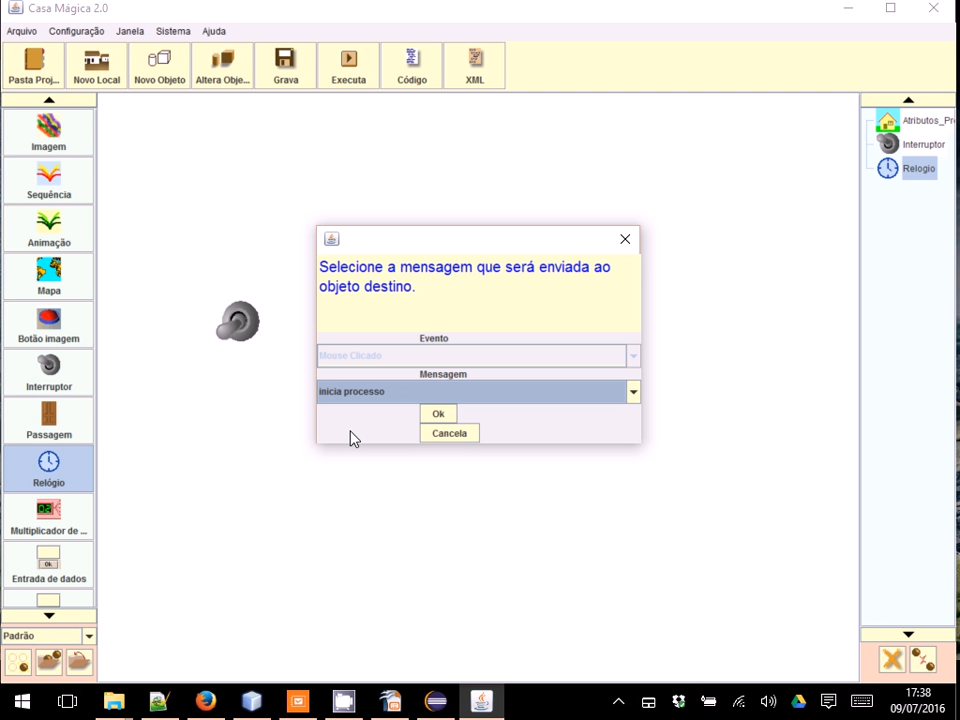 Casa Mágica 2.0
Arquivo Configuração Janela Sistema Ajuda
Pasta Proj... Novo Local Novo Objeto Altera Obje... Grava Executa Código XML
Imagem
Sequência
Animação
Mapa
Botão imagem
Interruptor
Passagem
Relógio
Multiplicador de ...
Entrada de dados
Ok
Padrão
Selecione a mensagem que será enviada ao
objeto destino.
Evento
Mouse Clicado
Mensagem
inicia processo
Ok
Cancela
Atributos_Pr
Interruptor
Relogio
17:38
09/07/2016